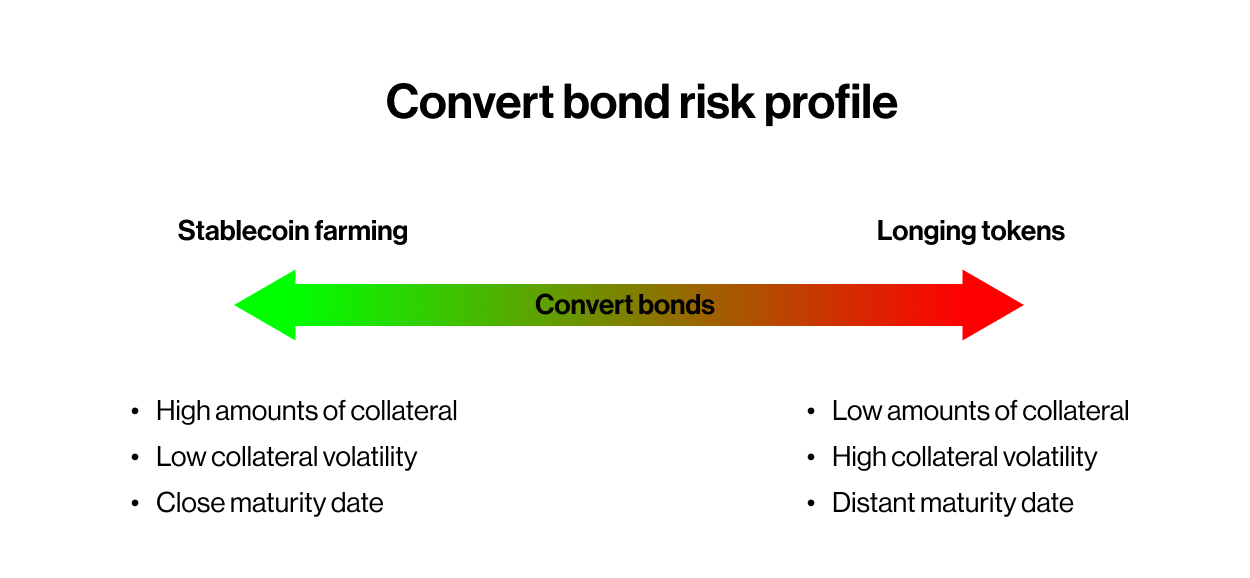 Convert bond risk profile
Stablecoin farming
Longing tokens
Convert bonds
• High amounts of collateral
• Low collateral volatility
• Close maturity date
• Low amounts of collateral
• High collateral volatility
• Distant maturity date